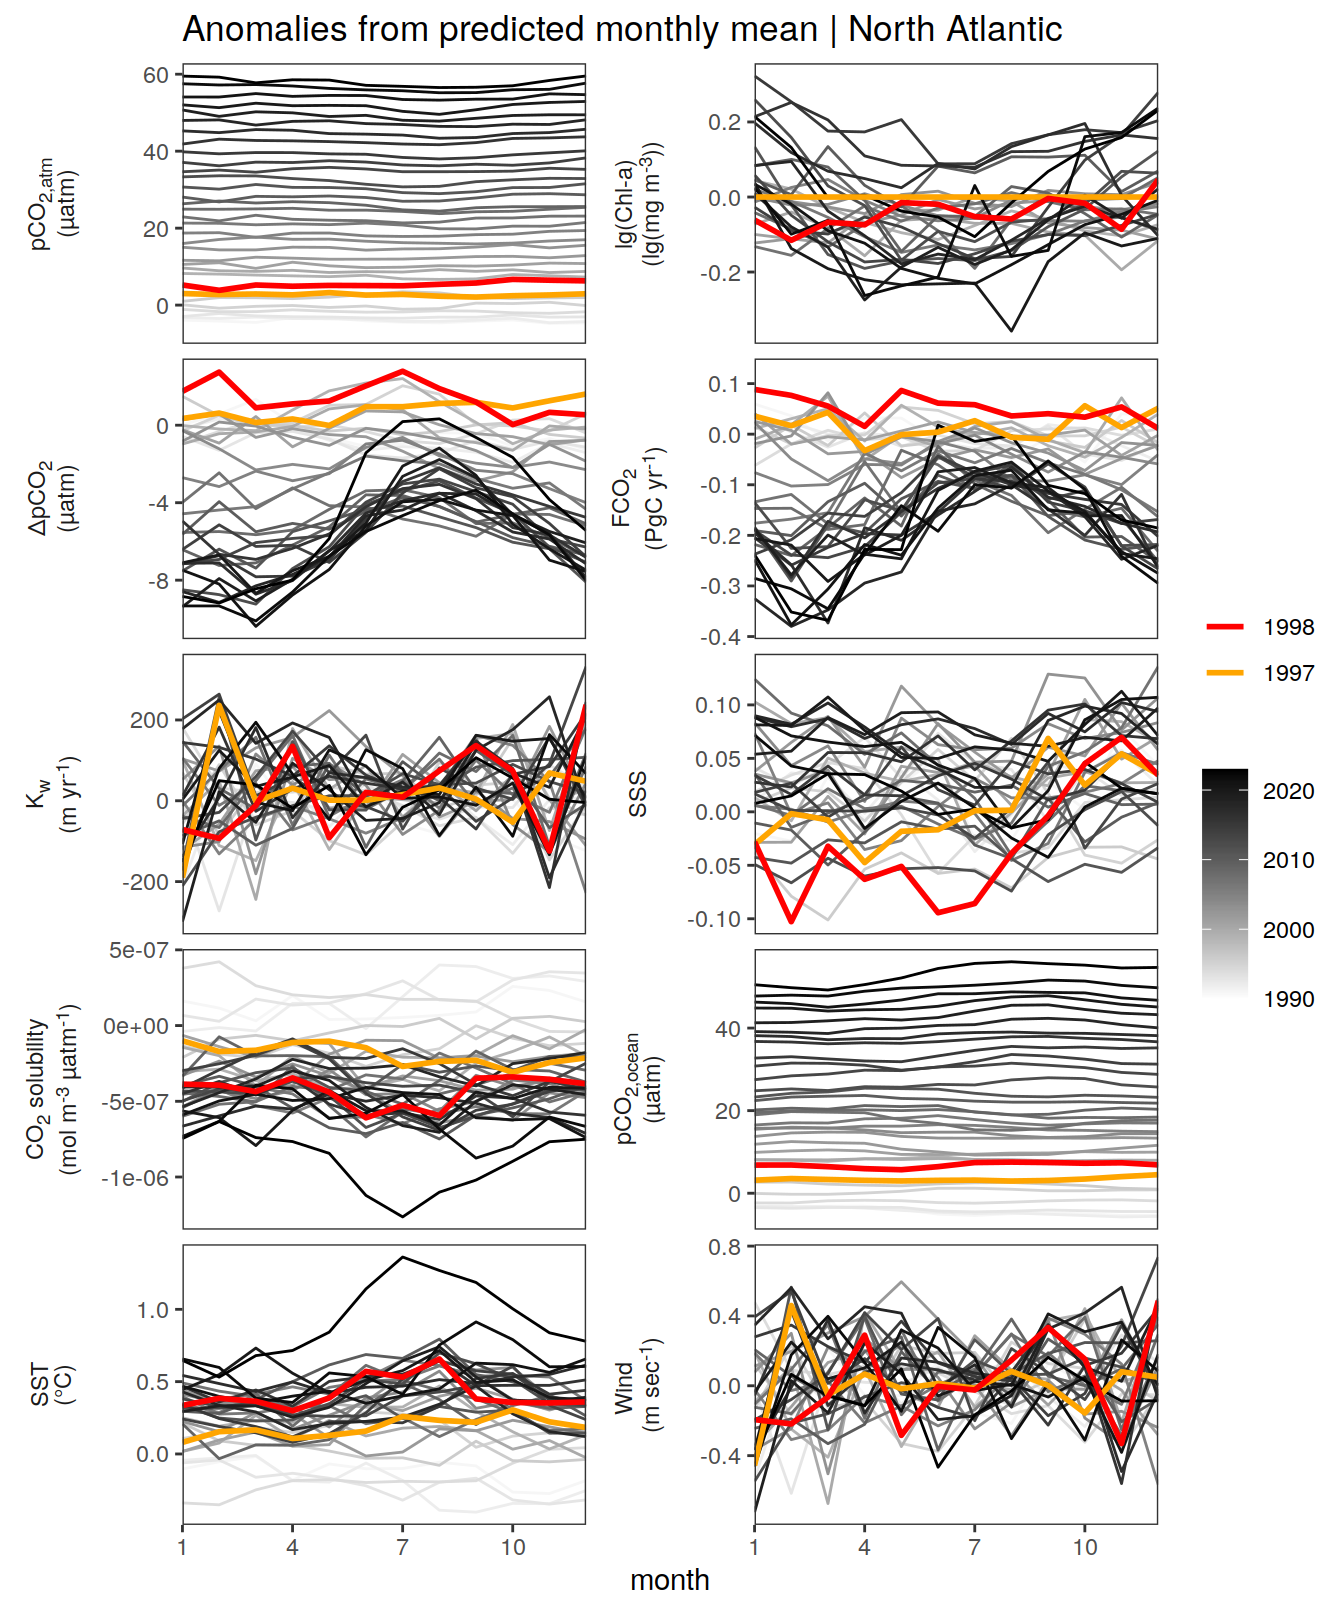 Anomalies from predicted monthly mean | North Atlantic
pCO2,atm
(µatm)
60
40
20
0
lg(Chl-a)
(lg(mg m-3))
0.2
0.0
-0.2
ΔpCO2
(µatm)
0
-4
-8
FCO2
(PgC yr-1)
0.1
0.0
-0.1
-0.2
-0.3
-0.4
Kw
(m yr-1)
200
0
-200
SSS
0.10
0.05
0.00
-0.05
-0.10
CO2 solubility
(mol m-3 µatm-1)
5e-07
0e+00
-5e-07
-1e-06
pCO2,ocean
(µatm)
40
20
0
SST
(°C)
1.0
0.5
0.0
Wind
(m sec-1)
0.8
0.4
0.0
-0.4
1 4 7 10
1 4 7 10
month
1998
1997
2020
2010
2000
1990